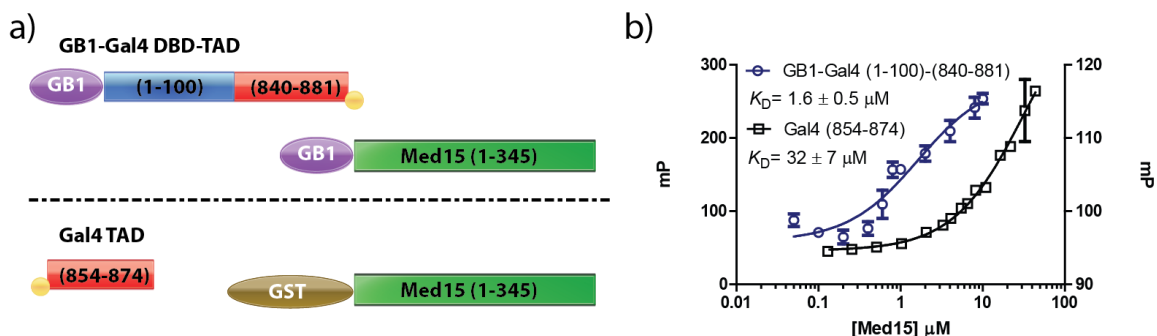 a)
GB1-Gal4 DBD-TAD
GB1
(1-100)
(840-881)
GB1
Med15 (1-345)
Gal4 TAD
(854-874)
GST
Med15 (1-345)
b)
300
200
100
0
mP
GB1-Gal4 (1-100)-(840-881)
KD= 1.6 ± 0.5 μM
Gal4 (854-874)
KD= 32 ± 7 μM
120
110
100
90
mP
0.01 0.1 1 10 100
[Med15] μM